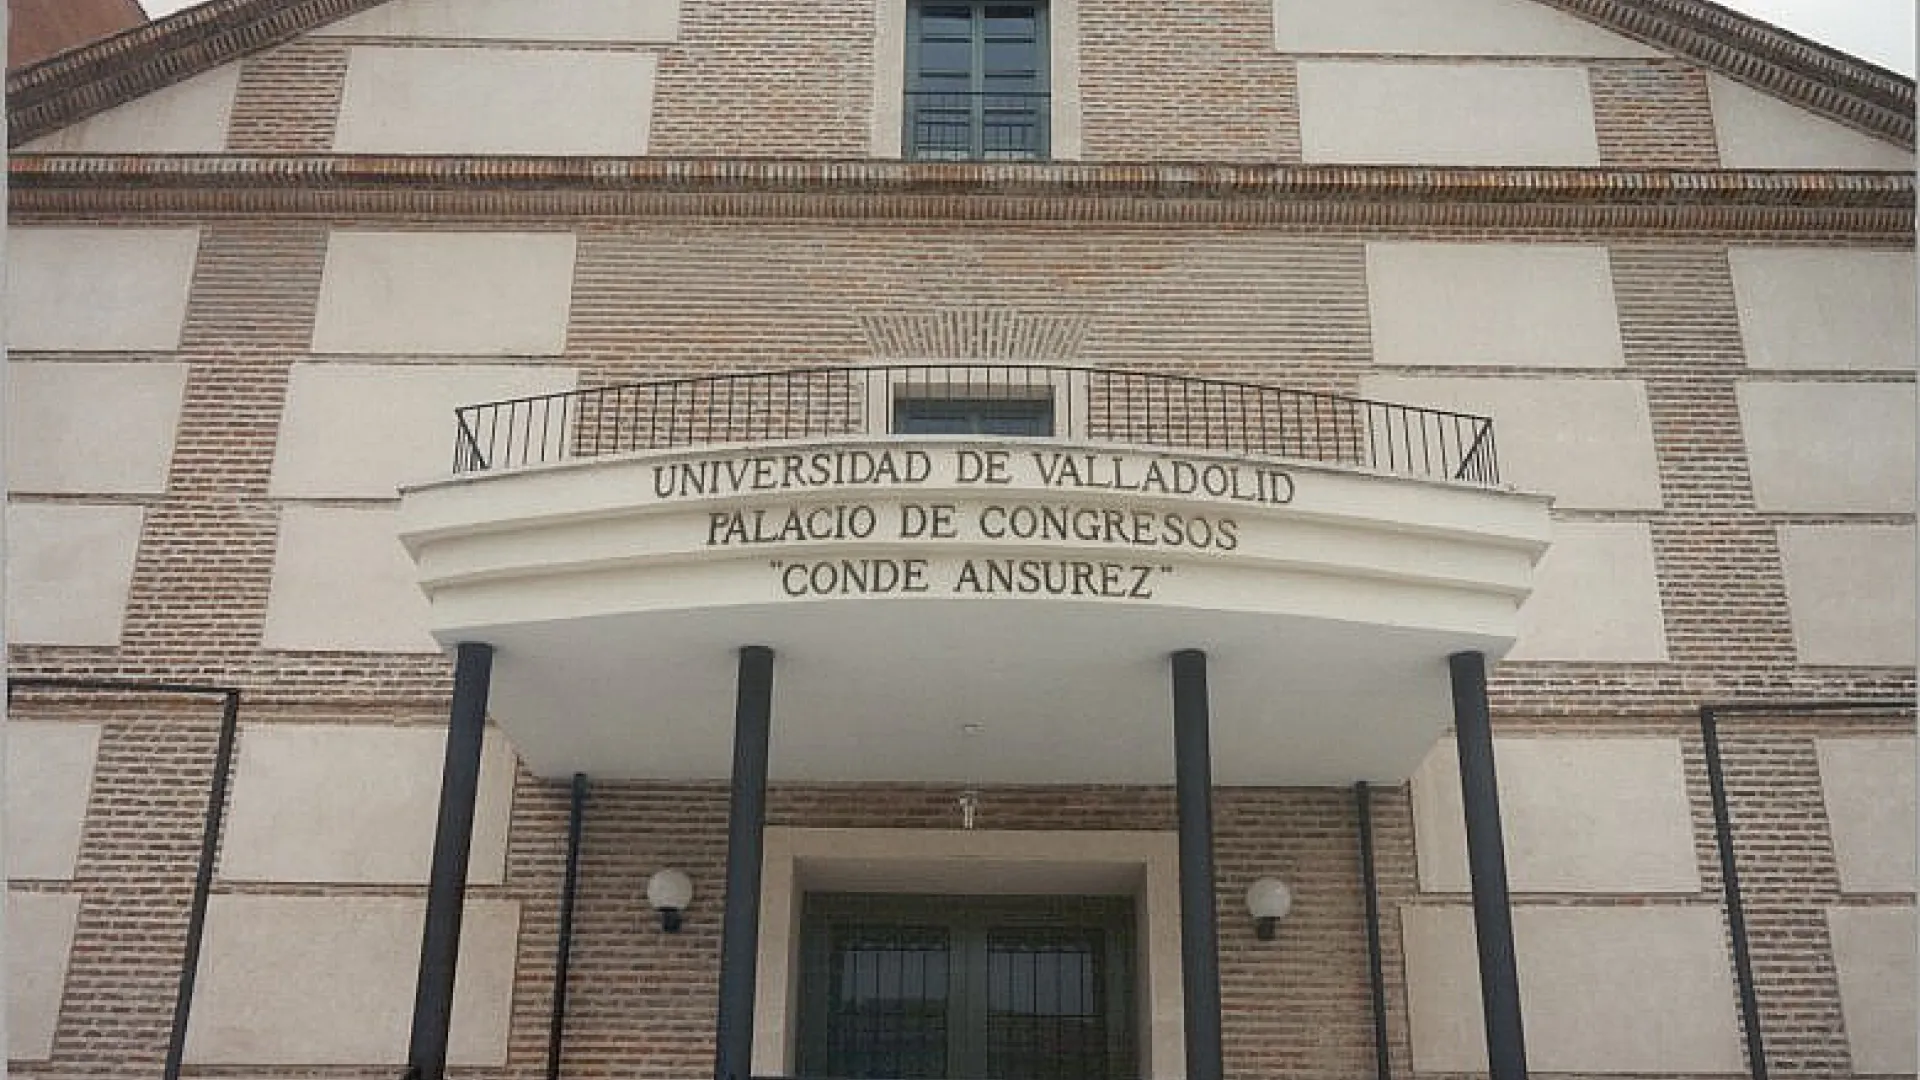 UNIVERSIDAD DE VALLADOLID
PALACIO DE CONGRESOS
"CONDE ANSUREZ"